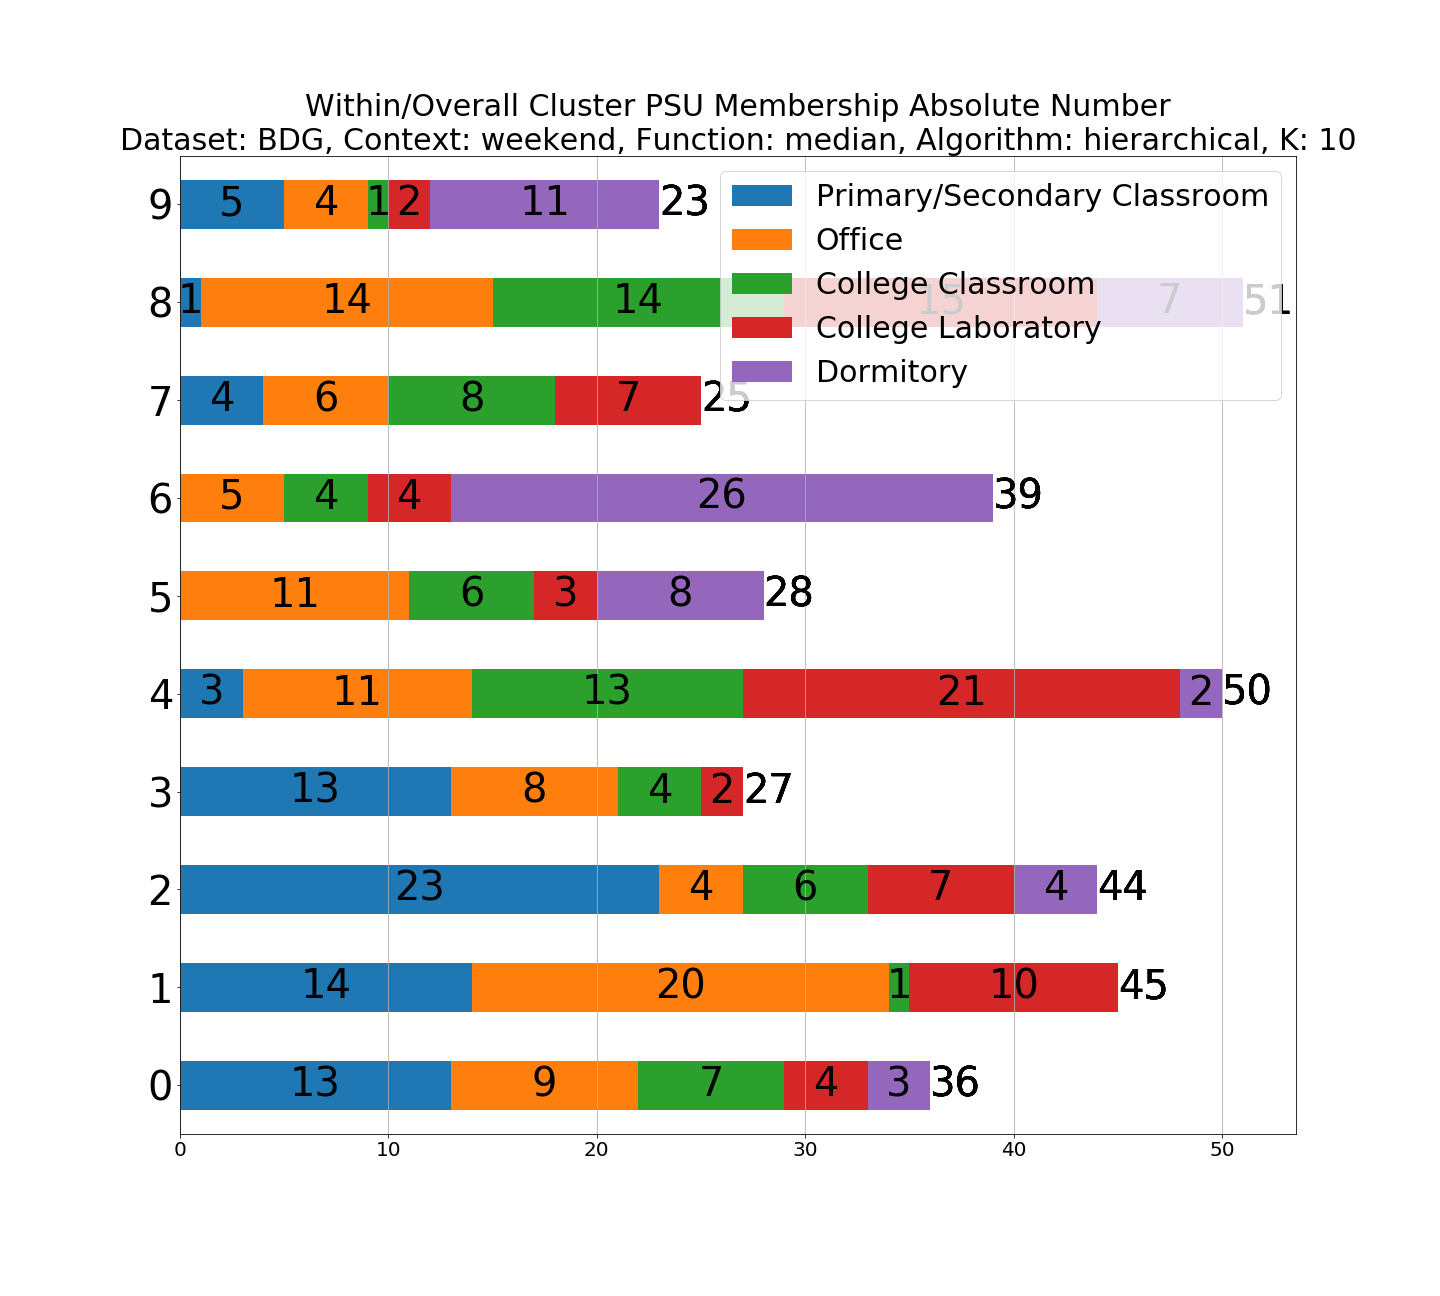 Within/Overall Cluster PSU Membership Absolute Number
Dataset: BDG, Context: weekend, Function: median, Algorithm: hierarchical, K: 10
Primary/Secondary Classroom
Office
College Classroom
College Laboratory
Dormitory
9 5 4 1 2 11 23
8 1 14 14 15 7 51
7 4 6 8 7 25
6 5 4 4 26 39
5 11 6 3 8 28
4 3 11 13 21 2 50
3 13 8 4 2 27
2 23 4 6 7 4 44
1 14 20 1 10 45
0 13 9 7 4 3 36
0 10 20 30 40 50